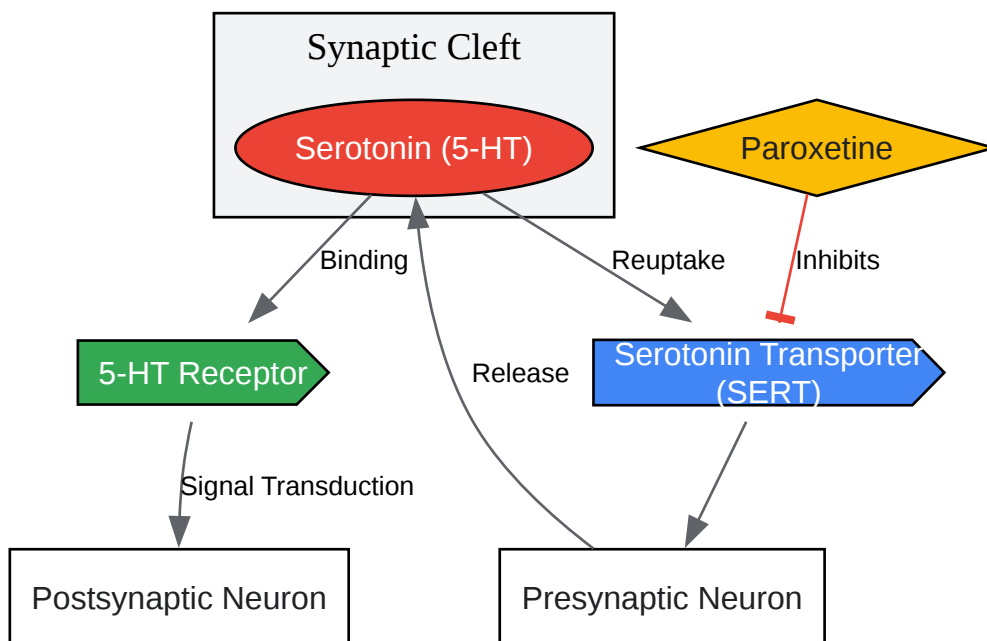 Synaptic Cleft
Serotonin (5-HT)
Paroxetine
Binding
Reuptake
Inhibits
5-HT Receptor
Release
Serotonin Transporter
(SERT)
Signal Transduction
Postsynaptic Neuron
Presynaptic Neuron